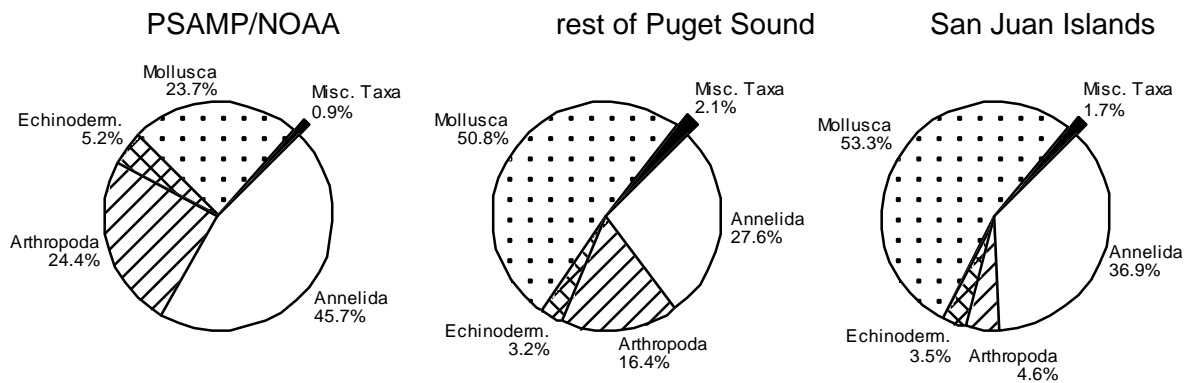 PSAMP/NOAA
Mollusca
23.7%
Misc. Taxa
0.9%
Echinoderm.
5.2%
Arthropoda
24.4%
Annelida
45.7%
rest of Puget Sound
Mollusca
50.8%
Misc. Taxa
2.1%
Annelida
27.6%
Echinoderm.
3.2%
Arthropoda
16.4%
San Juan Islands
Mollusca
53.3%
Misc. Taxa
1.7%
Annelida
36.9%
Echinoderm.
3.5%
Arthropoda
4.6%